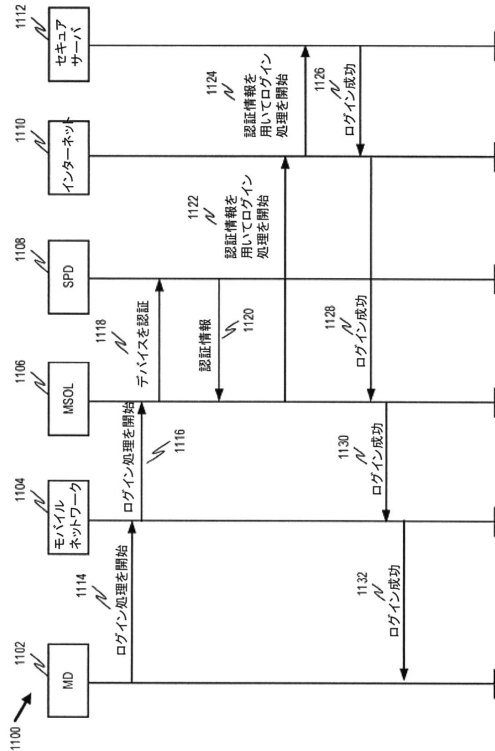 1100
1102
MD
1104
モバイル
ネットワーク
1106
MSOL
1108
SPD
1110
インターネット
1112
セキュア
サーバ
1114
ログイン処理を開始
ログイン処理を開始
1116
1118
デバイスを認証
認証情報
1120
1122
認証情報を
用いてログイン
処理を開始
1124
認証情報を
用いてログイン
処理を開始
1126
ログイン成功
1128
ログイン成功
1130
ログイン成功
1132
ログイン成功